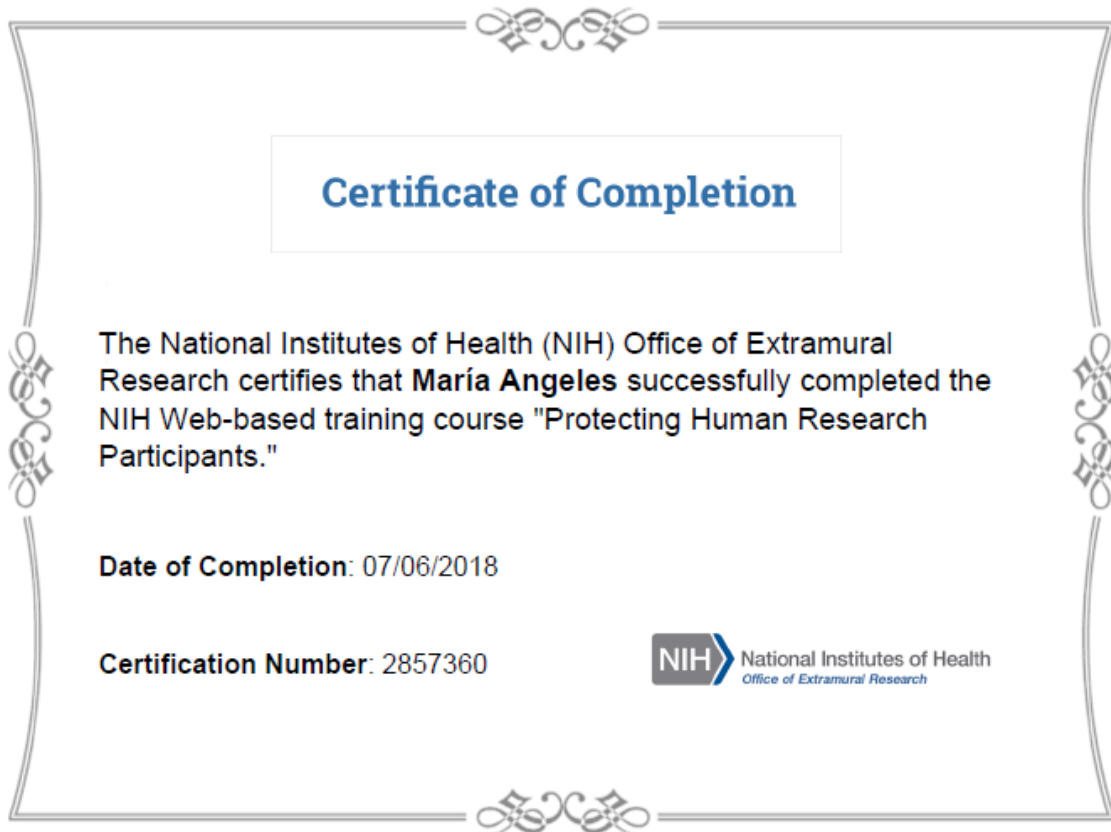 Certificate of Completion
The National Institutes of Health (NIH) Office of Extramural
Research certifies that María Angeles successfully completed the
NIH Web-based training course "Protecting Human Research
Participants."
Date of Completion: 07/06/2018
Certification Number: 2857360
NIH National Institutes of Health
Office of Extramural Research